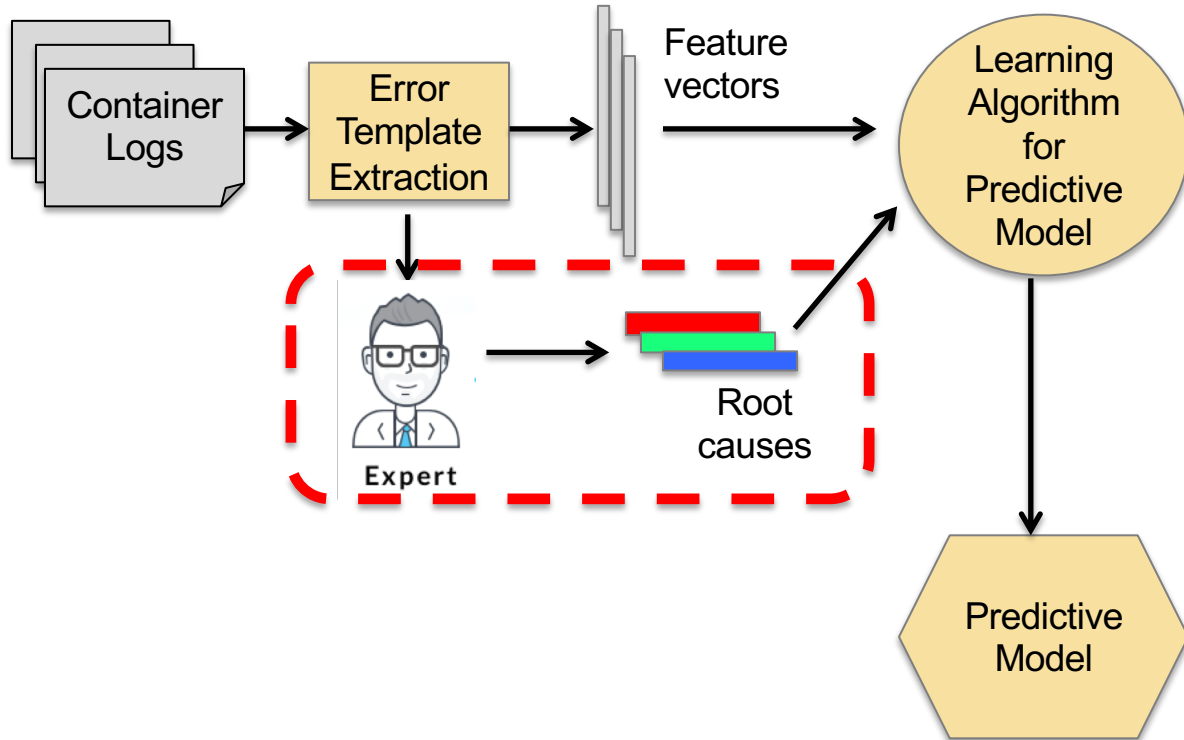 Container
Logs
Error
Template
Extraction
Feature
vectors
Learning
Algorithm
for
Predictive
Model
Expert
Root
causes
Predictive
Model